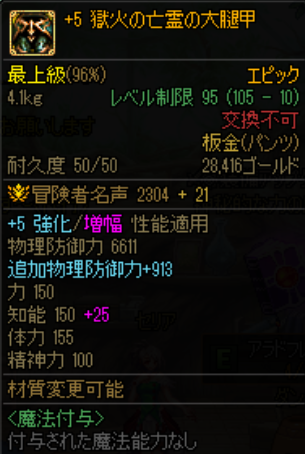 +5 獄火の亡霊の大腿甲
最上級(96%) エピック
4.1kg レベル制限 95 (105 - 10)
交換不可
板金(パンツ)
耐久度 50/50 28,416ゴールド
冒険者名声 2304 + 21
+5 強化/増幅 性能適用
物理防御力 6611
追加物理防御力+913
力 150
知能 150 +25
体力 155
精神力 100
材質変更可能
<魔法付与>
付与された魔法能力なし